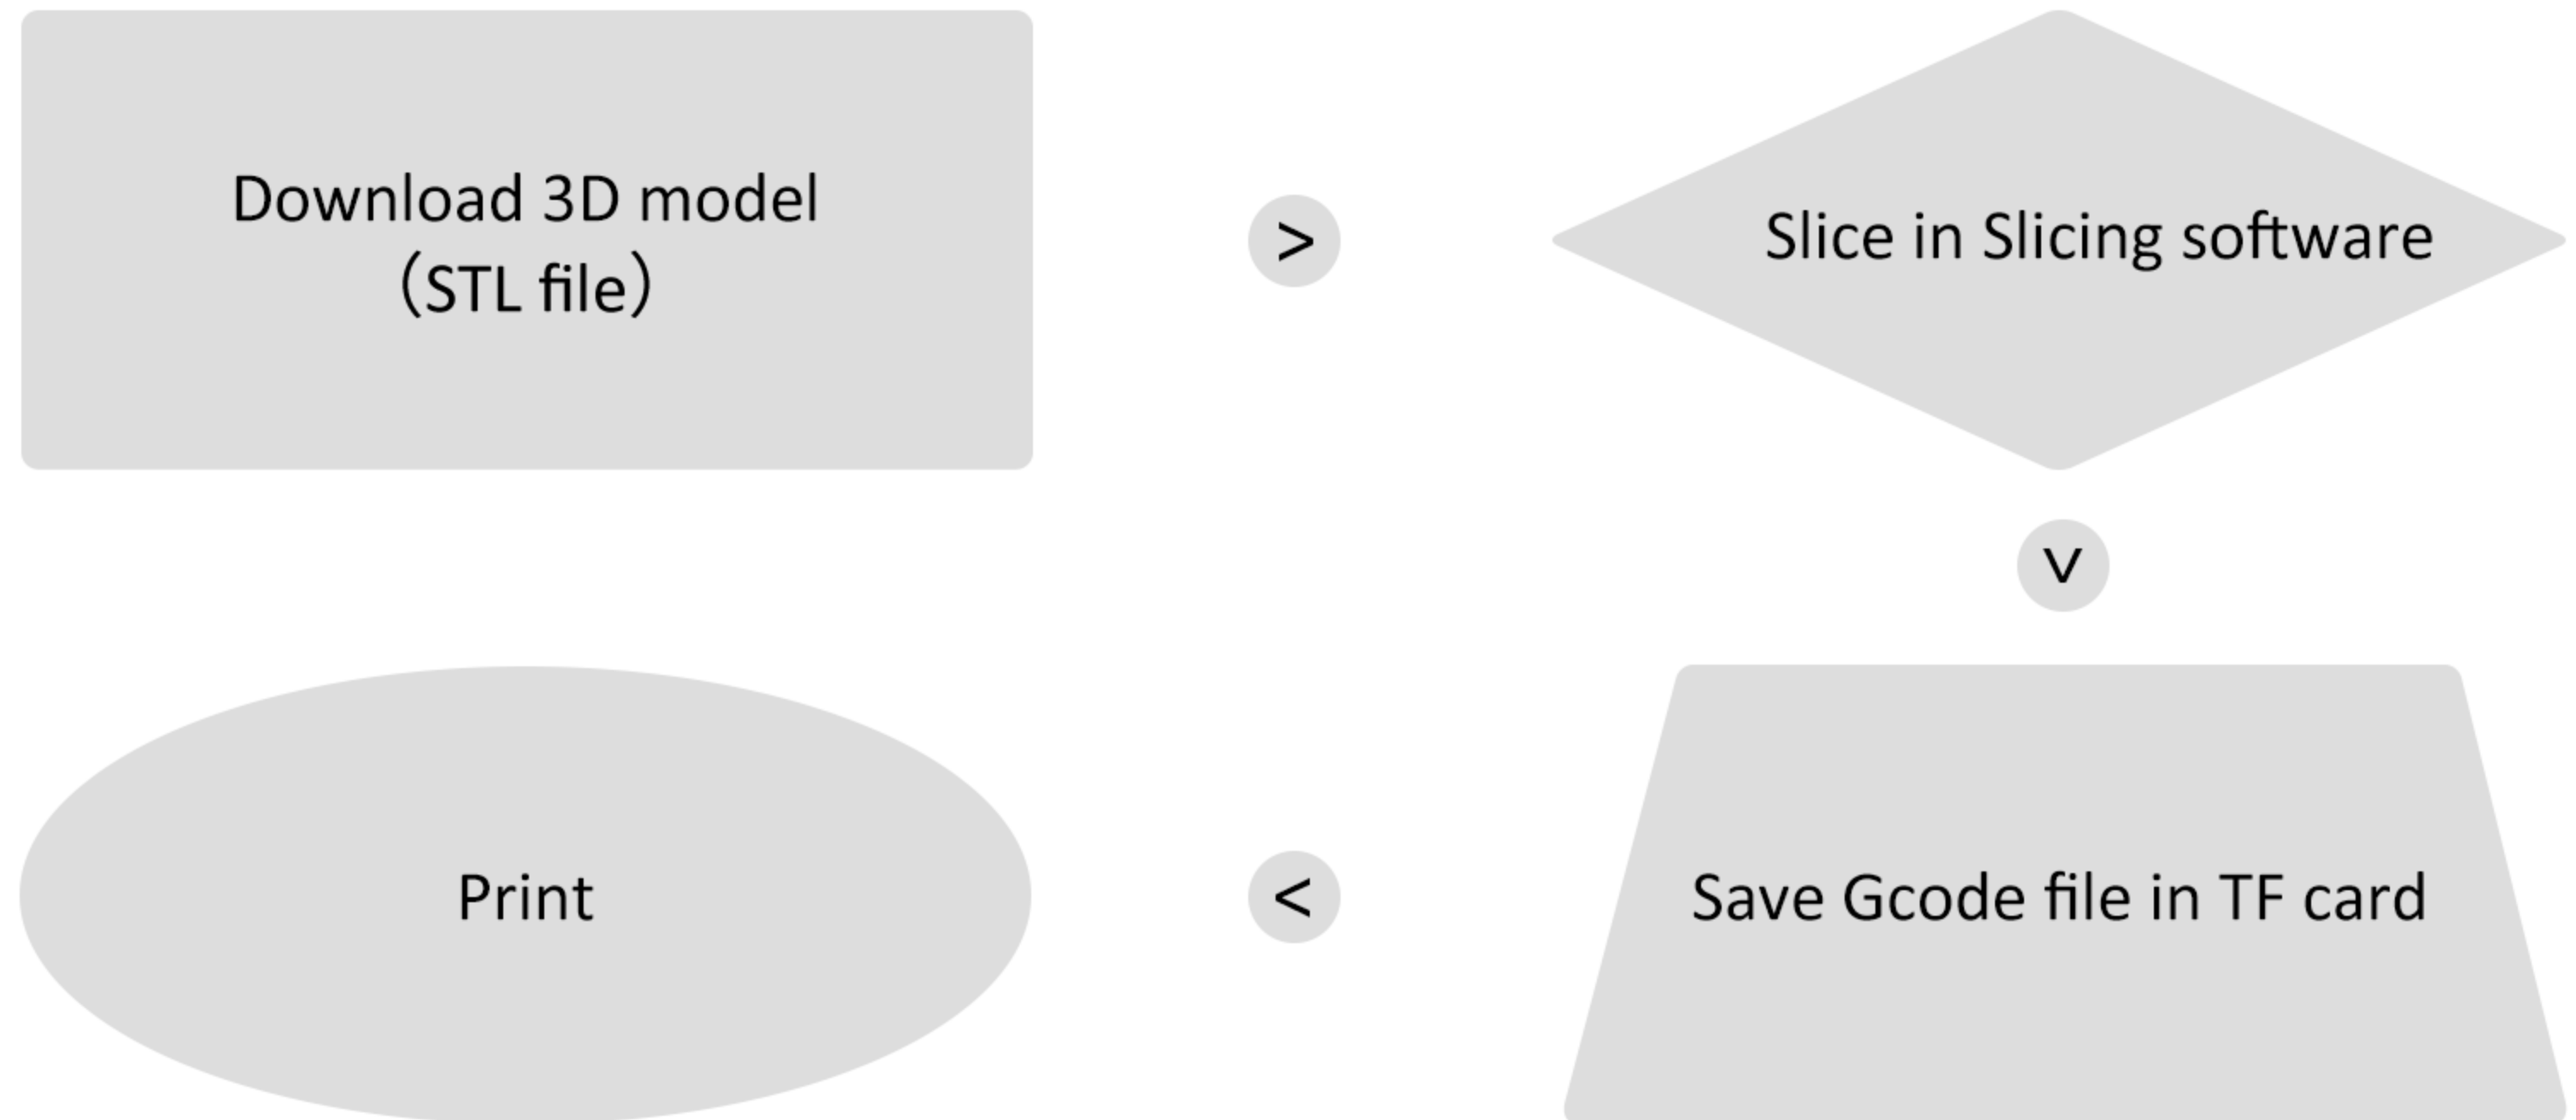 Download 3D model
（STL file）
>
Slice in Slicing software
V
Save Gcode file in TF card
<
Print